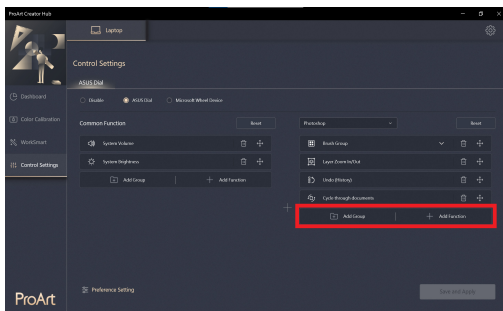 ProArt Creator Hub
Laptop
Control Settings
ASUS Dial
Dashboard
Disable ASUS Dial Microsoft Wheel Device
Color Calibration
Common Function Reset Photoshop Reset
WorkSmart
System Volume Brush Group
Control Settings
System Brightness Layer Zoom In/Out
Add Group Add Function Undo (History)
Cycle through documents
Add Group Add Function
Preference Setting Save and Apply
ProArt